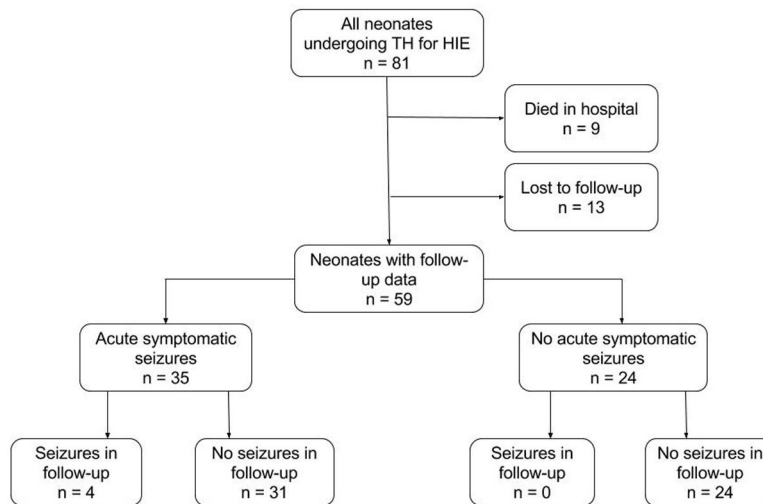 All neonates
undergoing TH for HIE
n = 81
Died in hospital
n = 9
Lost to follow-up
n = 13
Neonates with follow-
up data
n = 59
Acute symptomatic
seizures
n = 35
No acute symptomatic
seizures
n = 24
Seizures in
follow-up
n = 4
No seizures in
follow-up
n = 31
Seizures in
follow-up
n = 0
No seizures in
follow-up
n = 24